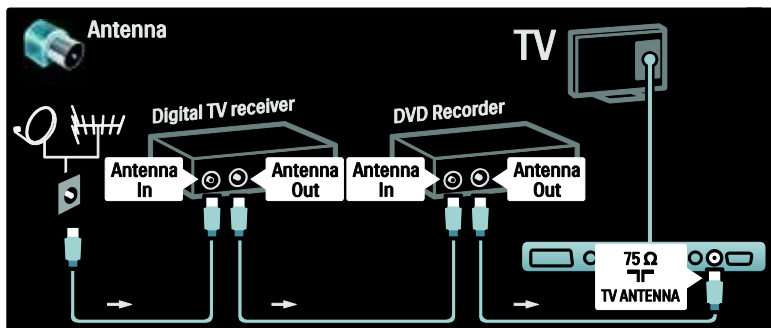 Antenna
TV
Digital TV receiver
DVD Recorder
Antenna
In
Antenna
Out
Antenna
In
Antenna
Out
75 Ω
TV ANTENNA